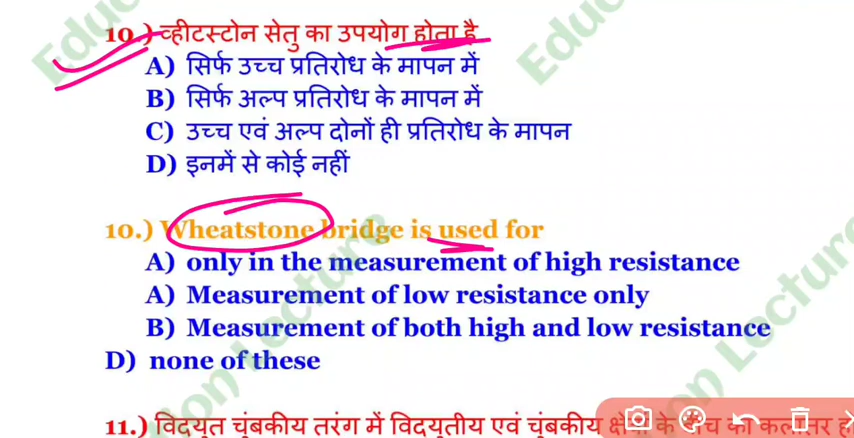 10.) व्हीटस्टोन सेतु का उपयोग होता है
A) सिर्फ उच्च प्रतिरोध के मापन में
B) सिर्फ अल्प प्रतिरोध के मापन में
C) उच्च एवं अल्प दोनों ही प्रतिरोध के मापन
D) इनमें से कोई नहीं
10.) Wheatstone bridge is used for
A) only in the measurement of high resistance
A) Measurement of low resistance only
B) Measurement of both high and low resistance
D) none of these
11.) विद्युत चुंबकीय तरंग में विद्युतीय एवं चुंबकीय